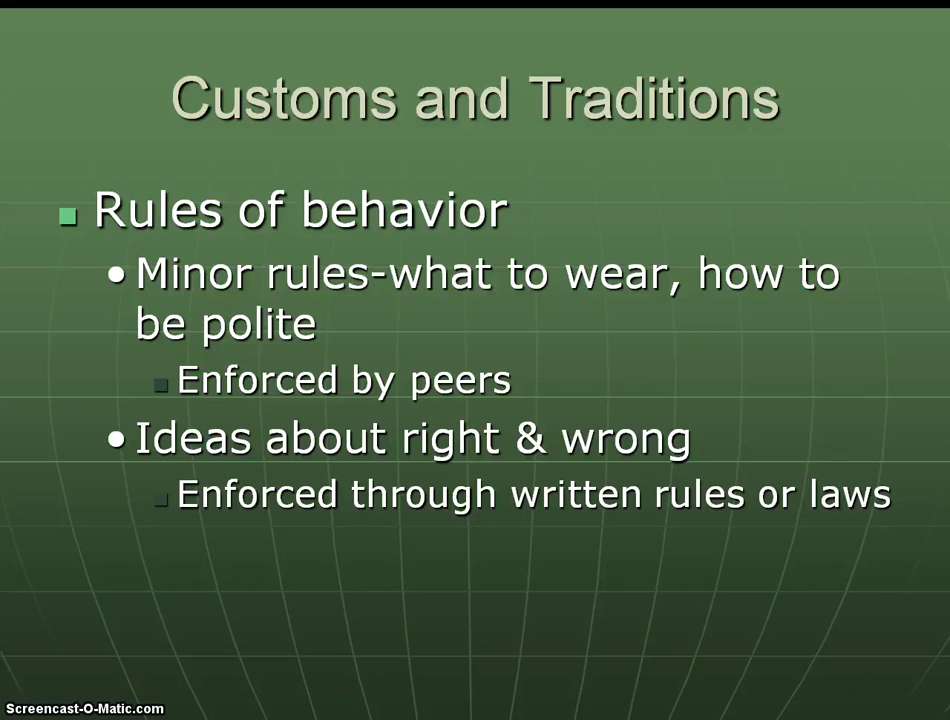 Customs and Traditions
Rules of behavior
Minor rules-what to wear, how to
be polite
Enforced by peers
Ideas about right & wrong
Enforced through written rules or laws
Screencast-O-Matic.com